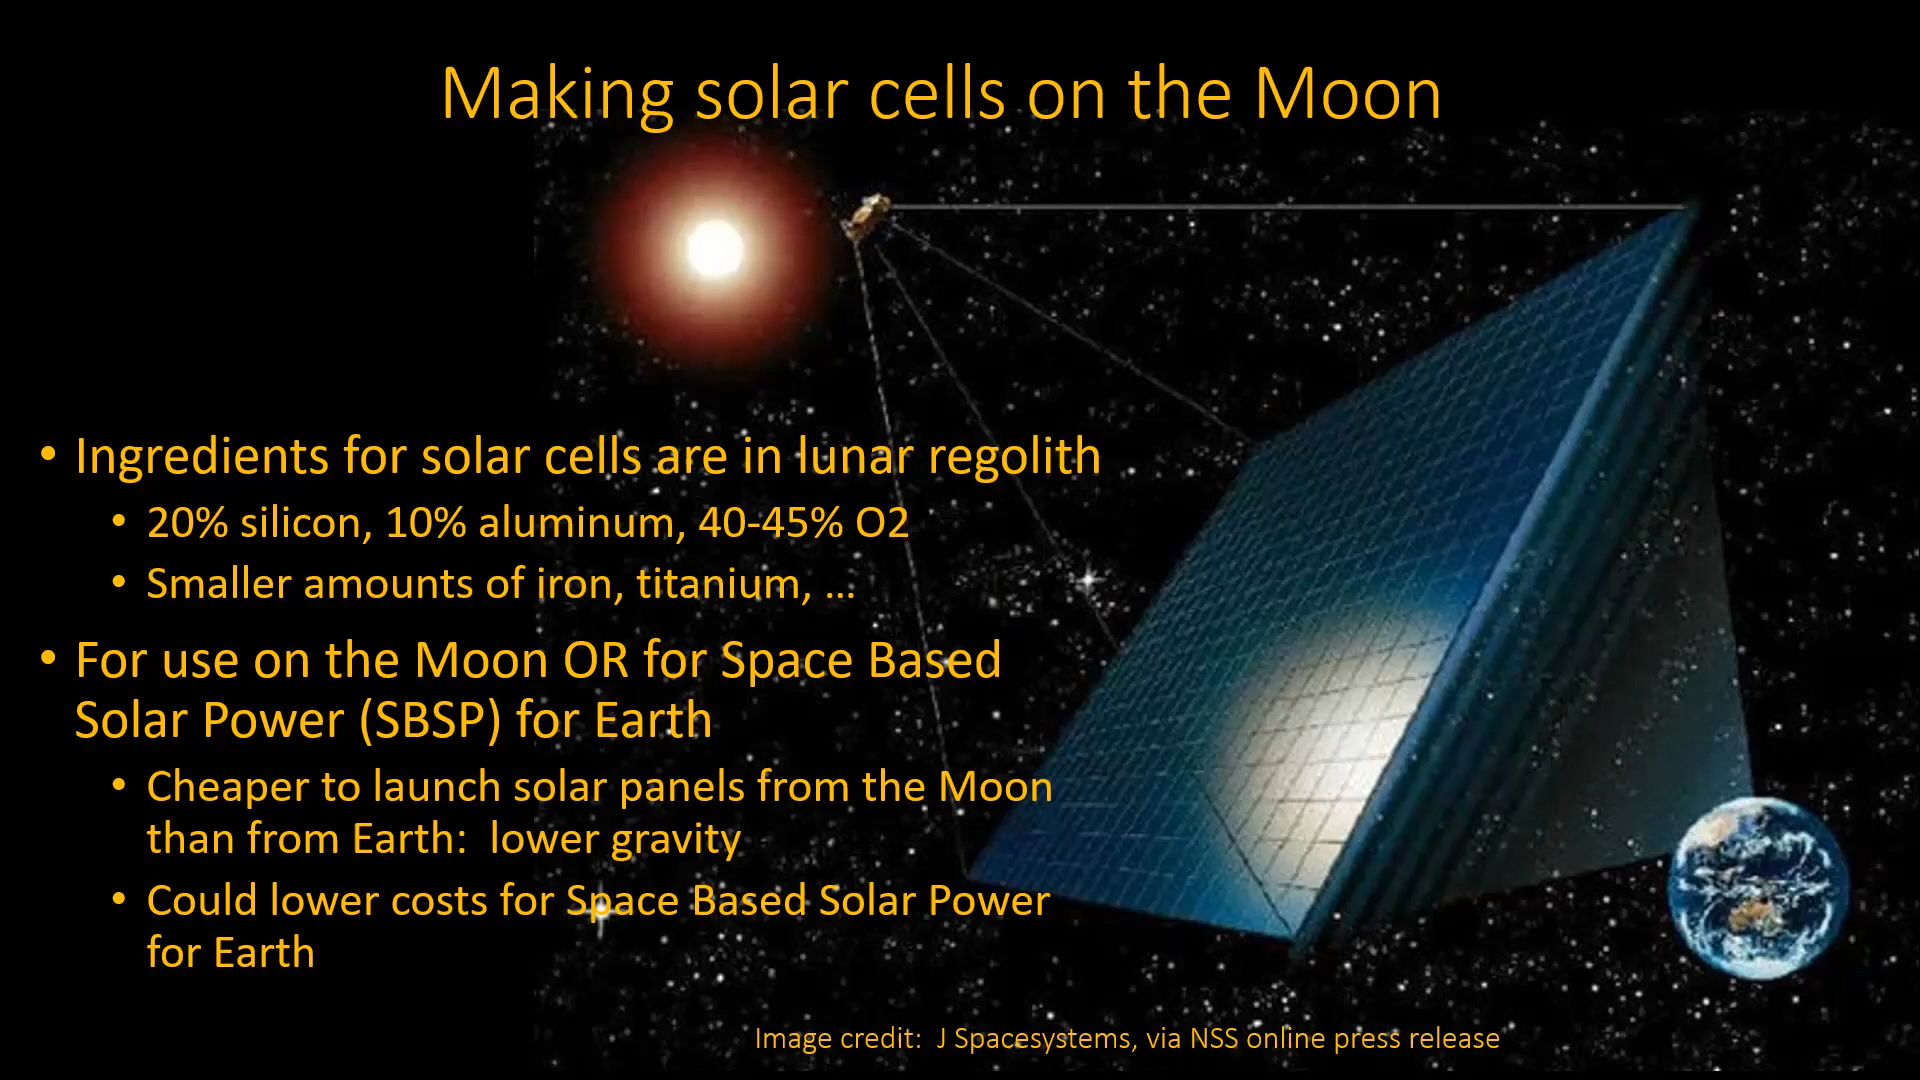 Making solar cells on the Moon
• Ingredients for solar cells are in lunar regolith
• 20% silicon, 10% aluminum, 40-45% O2
• Smaller amounts of iron, titanium, ...
• For use on the Moon OR for Space Based
Solar Power (SBSP) for Earth
• Cheaper to launch solar panels from the Moon
than from Earth:  lower gravity
• Could lower costs for Space Based Solar Power
for Earth
Image credit:  J Spacesystems, via NSS online press release